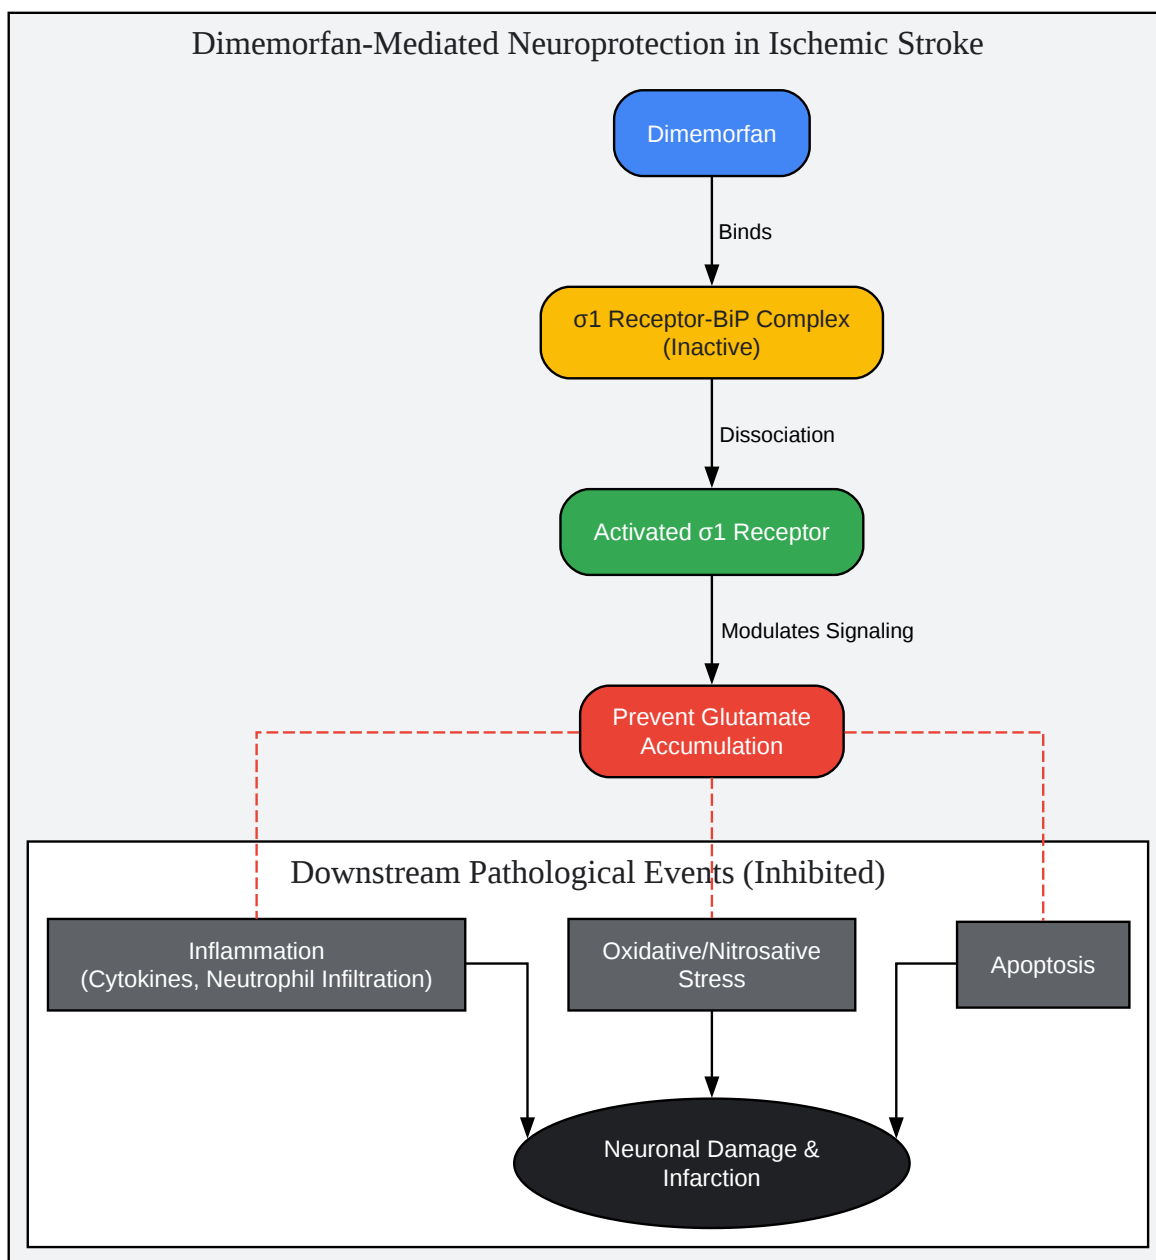 Dimemorfan-Mediated Neuroprotection in Ischemic Stroke
Dimemorfan
Binds
σ1 Receptor-BiP Complex
(Inactive)
Dissociation
Activated σ1 Receptor
Modulates Signaling
Prevent Glutamate
Accumulation
Downstream Pathological Events (Inhibited)
Inflammation
(Cytokines, Neutrophil Infiltration)
Oxidative/Nitrosative
Stress
Apoptosis
Neuronal Damage &
Infarction